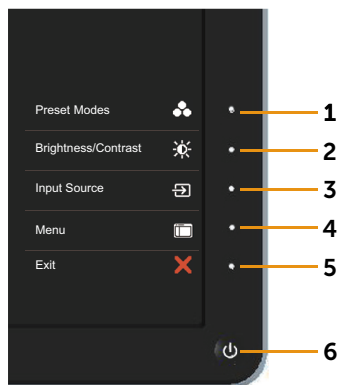 Preset Modes 1
Brightness/Contrast 2
Input Source 3
Menu 4
Exit 5
6